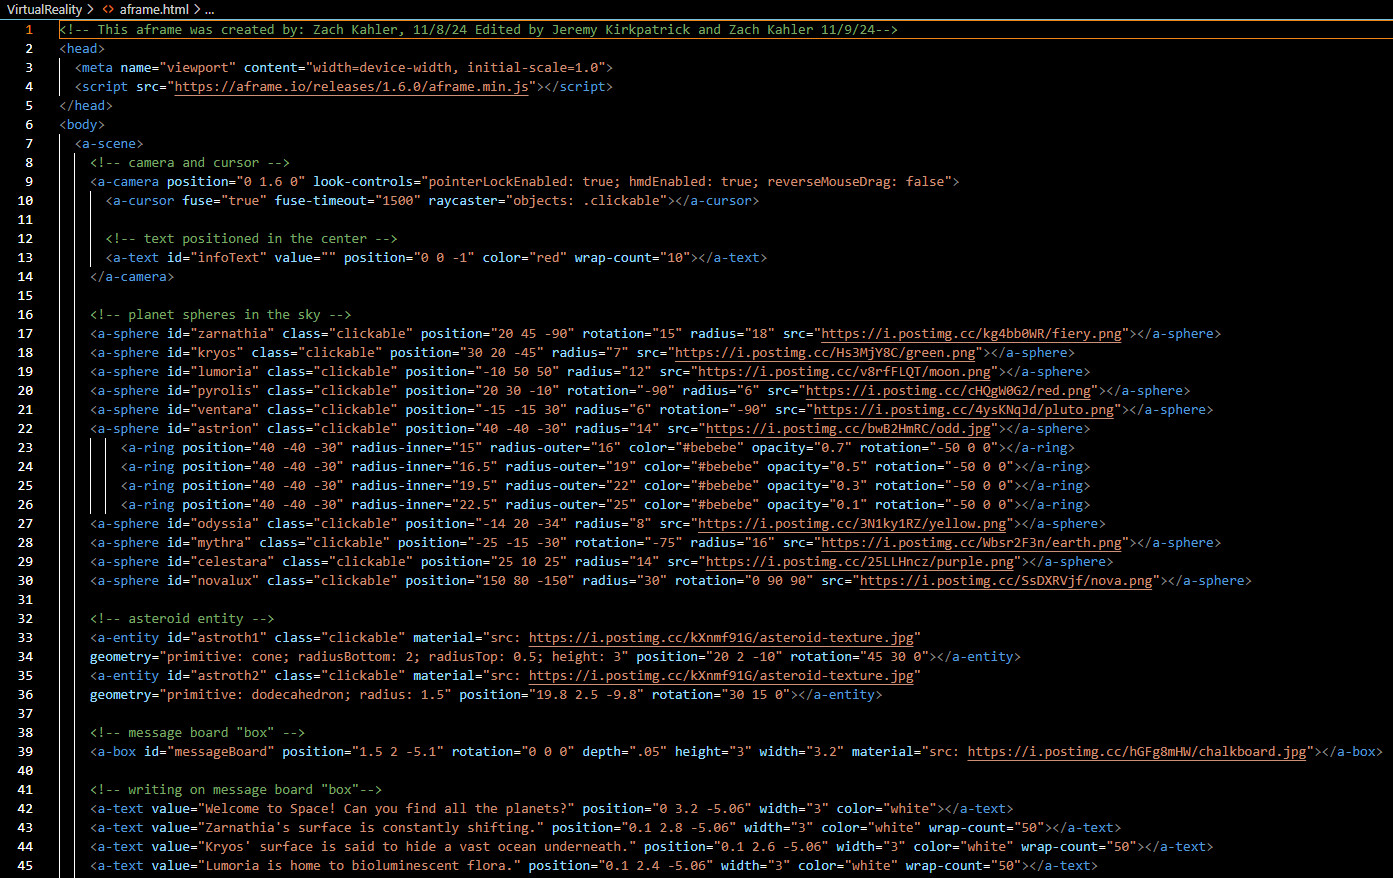 VirtualReality > <> aframe.html > ...
1 <!-- This aframe was created by: Zach Kahler, 11/8/24 Edited by Jeremy Kirkpatrick and Zach Kahler 11/9/24-->
2 <head>
3 <meta name="viewport" content="width=device-width, initial-scale=1.0">
4 <script src="https://aframe.io/releases/1.6.0/aframe.min.js"></script>
5 </head>
6 <body>
7 <a-scene>
8 <!-- camera and cursor -->
9 <a-camera position="0 1.6 0" look-controls="pointerLockEnabled: true; hmdEnabled: true; reverseMouseDrag: false">
10 <a-cursor fuse="true" fuse-timeout="1500" raycaster="objects: .clickable"></a-cursor>
11
12 <!-- text positioned in the center -->
13 <a-text id="infoText" value="" position="0 0 -1" color="red" wrap-count="10"></a-text>
14 </a-camera>
15
16 <!-- planet spheres in the sky -->
17 <a-sphere id="zarnathia" class="clickable" position="20 45 -90" rotation="15" radius="18" src="https://i.postimg.cc/kg4bb0WR/fiery.png"></a-sphere>
18 <a-sphere id="kryos" class="clickable" position="30 20 -45" radius="7" src="https://i.postimg.cc/Hs3MjY8C/green.png"></a-sphere>
19 <a-sphere id="lumoria" class="clickable" position="-10 50 50" radius="12" src="https://i.postimg.cc/v8rfFLQT/moon.png"></a-sphere>
20 <a-sphere id="pyrolis" class="clickable" position="20 30 -10" rotation="-90" radius="6" src="https://i.postimg.cc/cHQgW0G2/red.png"></a-sphere>
21 <a-sphere id="ventara" class="clickable" position="-15 -15 30" radius="6" rotation="-90" src="https://i.postimg.cc/4ysKNqJd/pluto.png"></a-sphere>
22 <a-sphere id="astrion" class="clickable" position="40 -40 -30" radius="14" src="https://i.postimg.cc/bwB2HmRC/odd.jpg"></a-sphere>
23 <a-ring position="40 -40 -30" radius-inner="15" radius-outer="16" color="#bebebe" opacity="0.7" rotation="-50 0 0"></a-ring>
24 <a-ring position="40 -40 -30" radius-inner="16.5" radius-outer="19" color="#bebebe" opacity="0.5" rotation="-50 0 0"></a-ring>
25 <a-ring position="40 -40 -30" radius-inner="19.5" radius-outer="22" color="#bebebe" opacity="0.3" rotation="-50 0 0"></a-ring>
26 <a-ring position="40 -40 -30" radius-inner="22.5" radius-outer="25" color="#bebebe" opacity="0.1" rotation="-50 0 0"></a-ring>
27 <a-sphere id="odyssia" class="clickable" position="-14 20 -34" radius="8" src="https://i.postimg.cc/3N1ky1RZ/yellow.png"></a-sphere>
28 <a-sphere id="mythra" class="clickable" position="-25 -15 -30" rotation="-75" radius="16" src="https://i.postimg.cc/Wbsr2F3n/earth.png"></a-sphere>
29 <a-sphere id="celestara" class="clickable" position="25 10 25" radius="14" src="https://i.postimg.cc/25LLHncz/purple.png"></a-sphere>
30 <a-sphere id="novalux" class="clickable" position="150 80 -150" radius="30" rotation="0 90 90" src="https://i.postimg.cc/SsDXRVjf/nova.png"></a-sphere>
31
32 <!-- asteroid entity -->
33 <a-entity id="astroth1" class="clickable" material="src: https://i.postimg.cc/kXnmf91G/asteroid-texture.jpg"
34 geometry="primitive: cone; radiusBottom: 2; radiusTop: 0.5; height: 3" position="20 2 -10" rotation="45 30 0"></a-entity>
35 <a-entity id="astroth2" class="clickable" material="src: https://i.postimg.cc/kXnmf91G/asteroid-texture.jpg"
36 geometry="primitive: dodecahedron; radius: 1.5" position="19.8 2.5 -9.8" rotation="30 15 0"></a-entity>
37
38 <!-- message board "box" -->
39 <a-box id="messageBoard" position="1.5 2 -5.1" rotation="0 0 0" depth=".05" height="3" width="3.2" material="src: https://i.postimg.cc/hGFg8mHW/chalkboard.jpg"></a-box>
40
41 <!-- writing on message board "box"-->
42 <a-text value="Welcome to Space! Can you find all the planets?" position="0 3.2 -5.06" width="3" color="white"></a-text>
43 <a-text value="Zarnathia's surface is constantly shifting." position="0.1 2.8 -5.06" width="3" color="white" wrap-count="50"></a-text>
44 <a-text value="Kryos' surface is said to hide a vast ocean underneath." position="0.1 2.6 -5.06" width="3" color="white" wrap-count="50"></a-text>
45 <a-text value="Lumoria is home to bioluminescent flora." position="0.1 2.4 -5.06" width="3" color="white" wrap-count="50"></a-text>